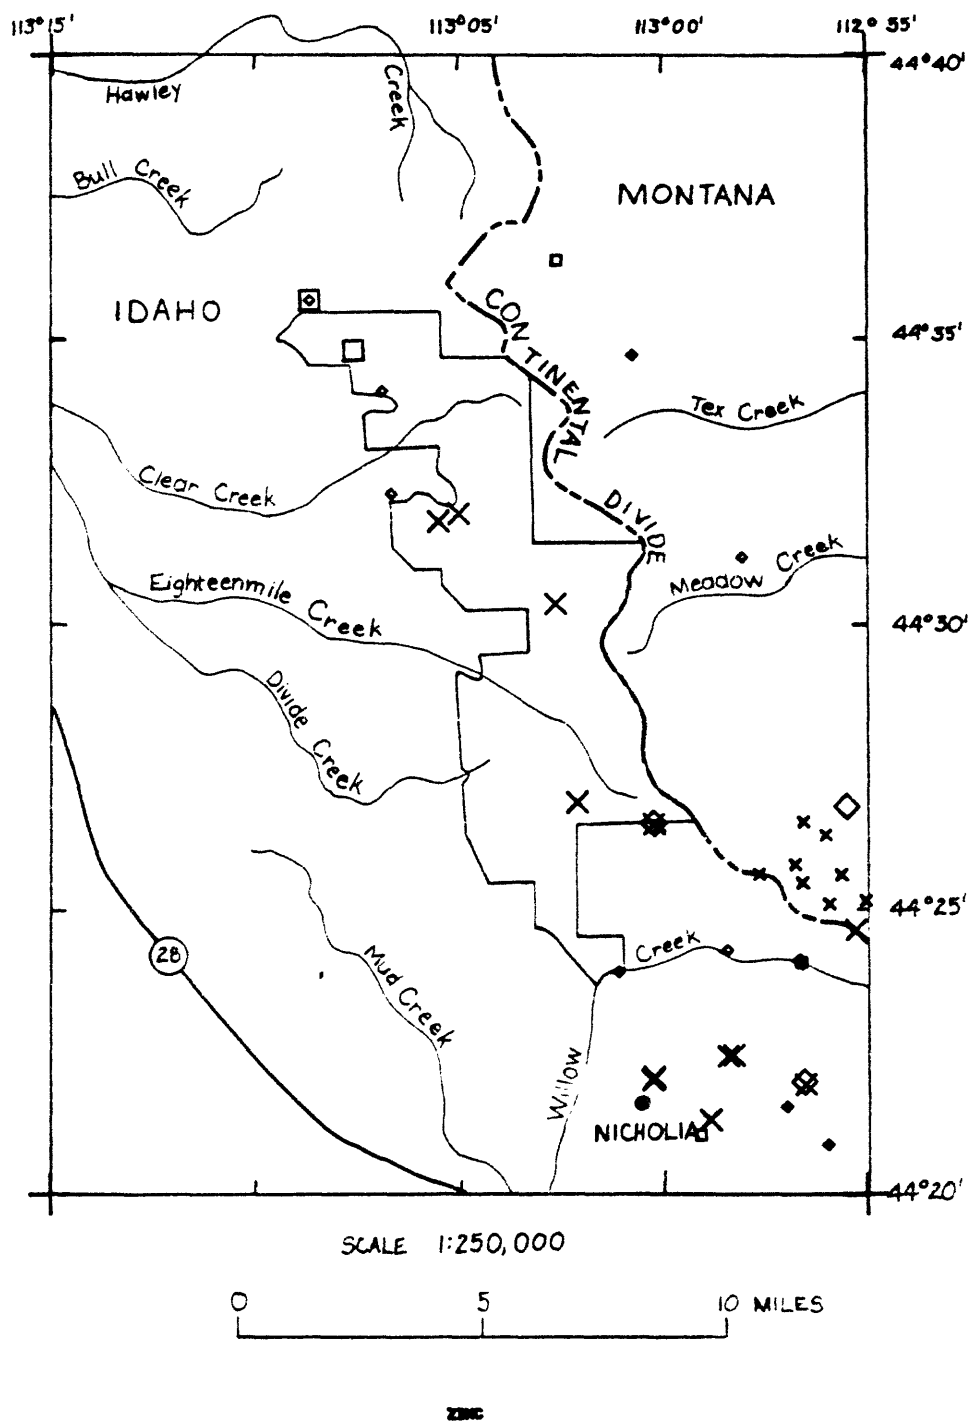 113°15' 113°05' 113°00' 112°55'
44°40'
Hawley Creek
Bull Creek
MONTANA
IDAHO
CONTINENTAL DIVIDE
44°35'
Tex Creek
Clear Creek
Meadow Creek
Eighteenmile Creek
44°30'
Divide Creek
44°25'
Willow Creek
28
Mud Creek
NICHOLIA
44°20'
SCALE 1:250,000
0 5 10 MILES
ZINC